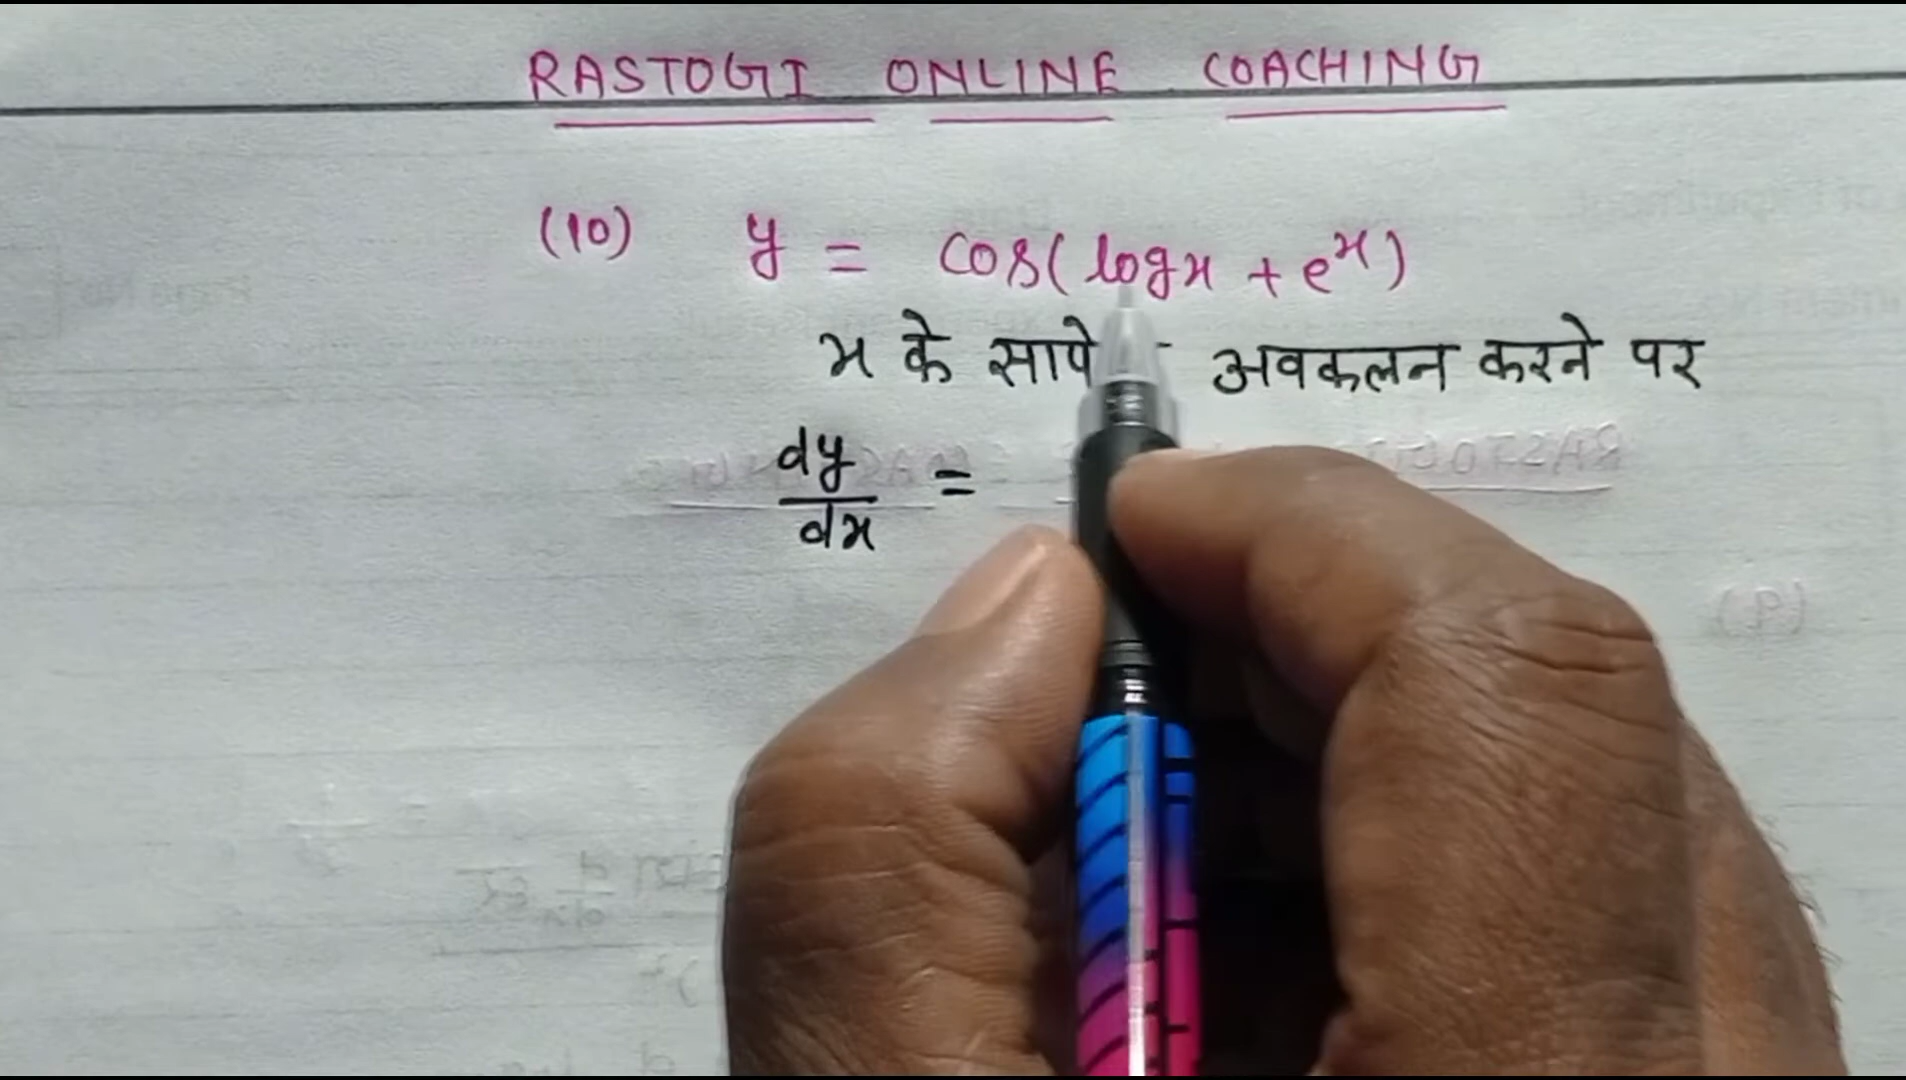 RASTOGI ONLINE COACHING
(10) y = cos(logx + e^x)
x के अवकलन करने पर
dy/dx =